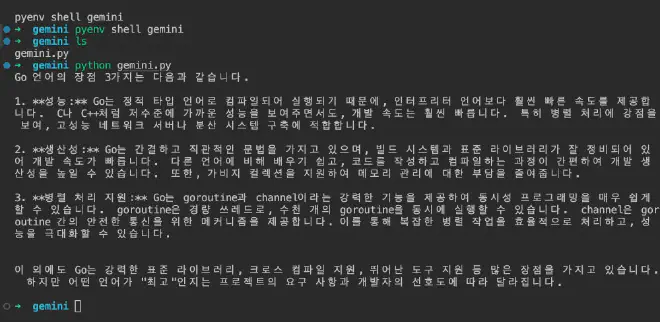 pyenv shell gemini
➜ gemini pyenv shell gemini
➜ gemini ls
gemini.py
➜ gemini python gemini.py
Go 언어의 장점 3가지는 다음과 같습니다.
1. **성능:** Go는 정적 타입 언어로 컴파일되어 실행되기 때문에, 인터프리터 언어보다 훨씬 빠른 속도를 제공합
니다. C나 C++처럼 저수준에 가까운 성능을 보여주면서도, 개발 속도는 훨씬 빠릅니다. 특히 병렬 처리에 강점을
보여, 고성능 네트워크 서버나 분산 시스템 구축에 적합합니다.
2. **생산성:** Go는 간결하고 직관적인 문법을 가지고 있으며, 빌드 시스템과 표준 라이브러리가 잘 정비되어 있
어 개발 속도가 빠릅니다. 다른 언어에 비해 배우기 쉽고, 코드를 작성하고 컴파일하는 과정이 간편하여 개발 생
산성을 높일 수 있습니다. 또한, 가비지 컬렉션을 지원하여 메모리 관리에 대한 부담을 줄여줍니다.
3. **병렬 처리 지원:** Go는 goroutine과 channel이라는 강력한 기능을 제공하여 동시성 프로그래밍을 매우 쉽게
할 수 있습니다. goroutine은 경량 쓰레드로, 수천 개의 goroutine을 동시에 실행할 수 있습니다. channel은 gor
outine 간의 안전한 통신을 위한 메커니즘을 제공합니다. 이를 통해 복잡한 병렬 작업을 효율적으로 처리하고, 성
능을 극대화할 수 있습니다.
이 외에도 Go는 강력한 표준 라이브러리, 크로스 컴파일 지원, 뛰어난 도구 지원 등 많은 장점을 가지고 있습니다.
하지만 어떤 언어가 "최고"인지는 프로젝트의 요구 사항과 개발자의 선호도에 따라 달라집니다.
➜ gemini